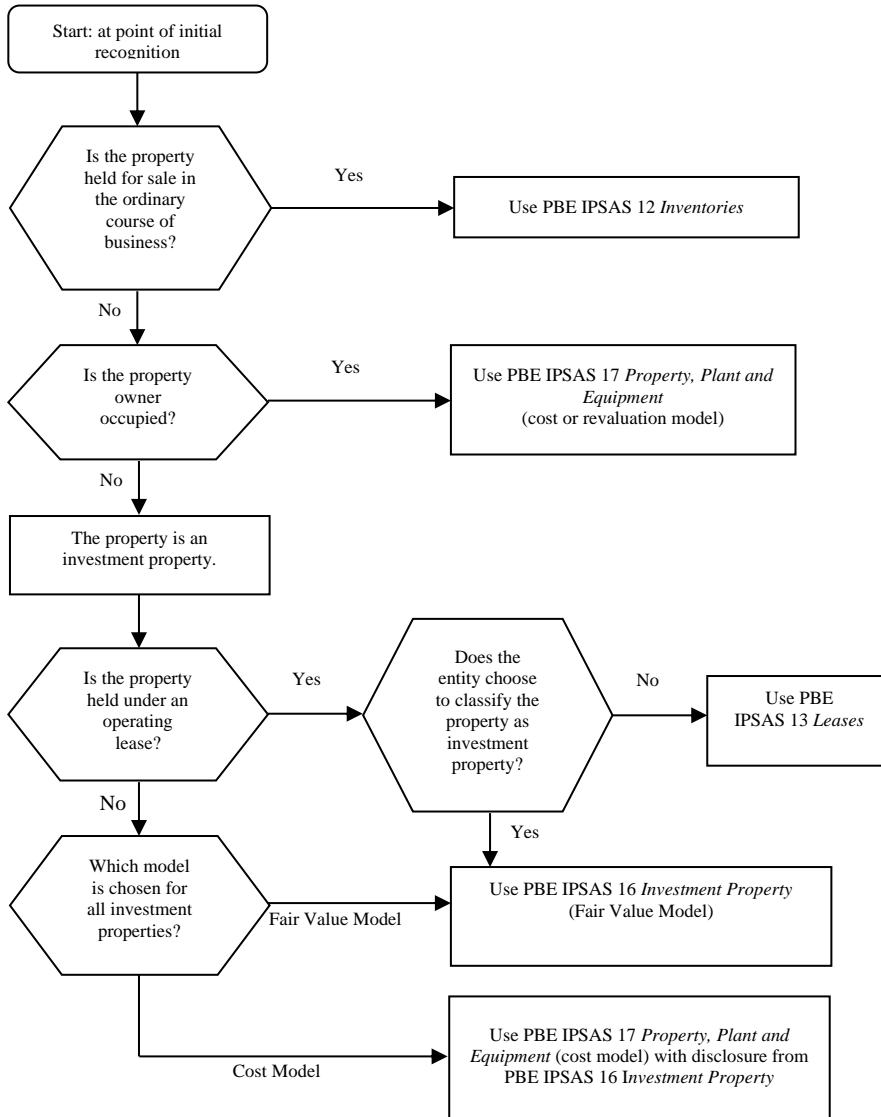 Start: at point of initial
recognition
Is the property
held for sale in
the ordinary
course of
business?
Yes
Use PBE IPSAS 12 Inventories
No
Is the property
owner
occupied?
Yes
Use PBE IPSAS 17 Property, Plant and
Equipment
(cost or revaluation model)
No
The property is an
investment property.
Is the property
held under an
operating
lease?
Yes
Does the
entity choose
to classify the
property as
investment
property?
No
Use PBE
IPSAS 13 Leases
No
Yes
Which model
is chosen for
all investment
properties?
Fair Value Model
Use PBE IPSAS 16 Investment Property
(Fair Value Model)
Cost Model
Use PBE IPSAS 17 Property, Plant and
Equipment (cost model) with disclosure from
PBE IPSAS 16 Investment Property